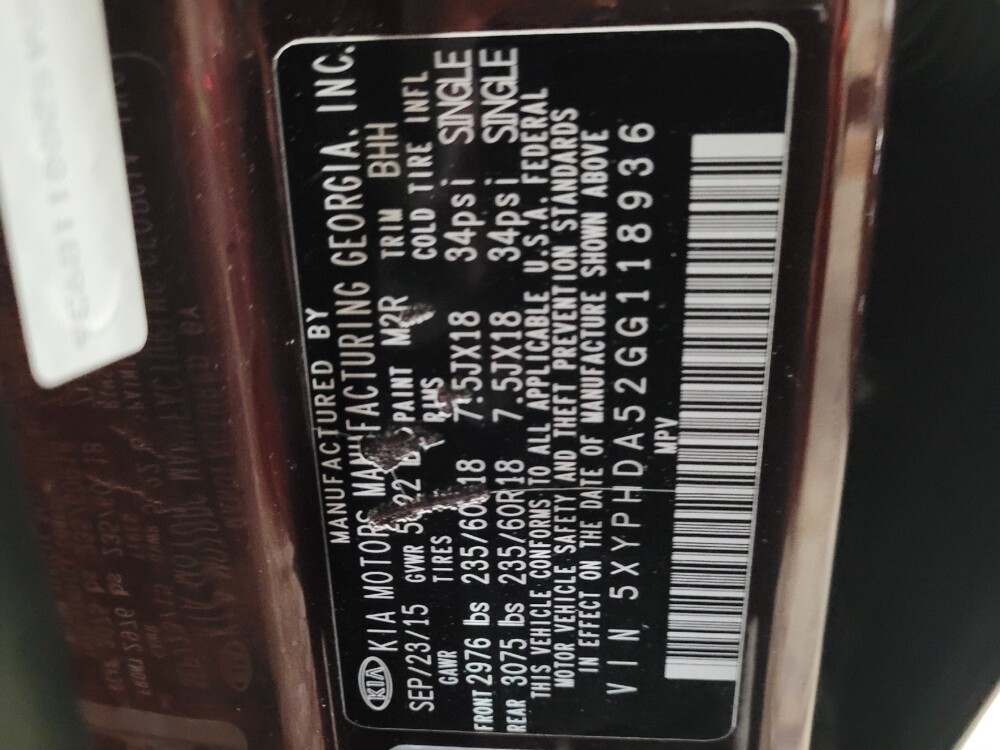 MANUFACTURED BY
KIA KIA MOTORS MANUFACTURING GEORGIA. INC.
SEP/23/15 GVWR PAINT M2R TRIM BHH
GAWR TIRES RIMS COLD TIRE INFL
FRONT 2976 lbs 235/60R18 7.5JX18 34psi SINGLE
REAR 3075 lbs 235/60R18 7.5JX18 34psi SINGLE
THIS VEHICLE CONFORMS TO ALL APPLICABLE U.S.A. FEDERAL
MOTOR VEHICLE SAFETY AND THEFT PREVENTION STANDARDS
IN EFFECT ON THE DATE OF MANUFACTURE SHOWN ABOVE
VIN 5XYPHDA52GG118936
MPV